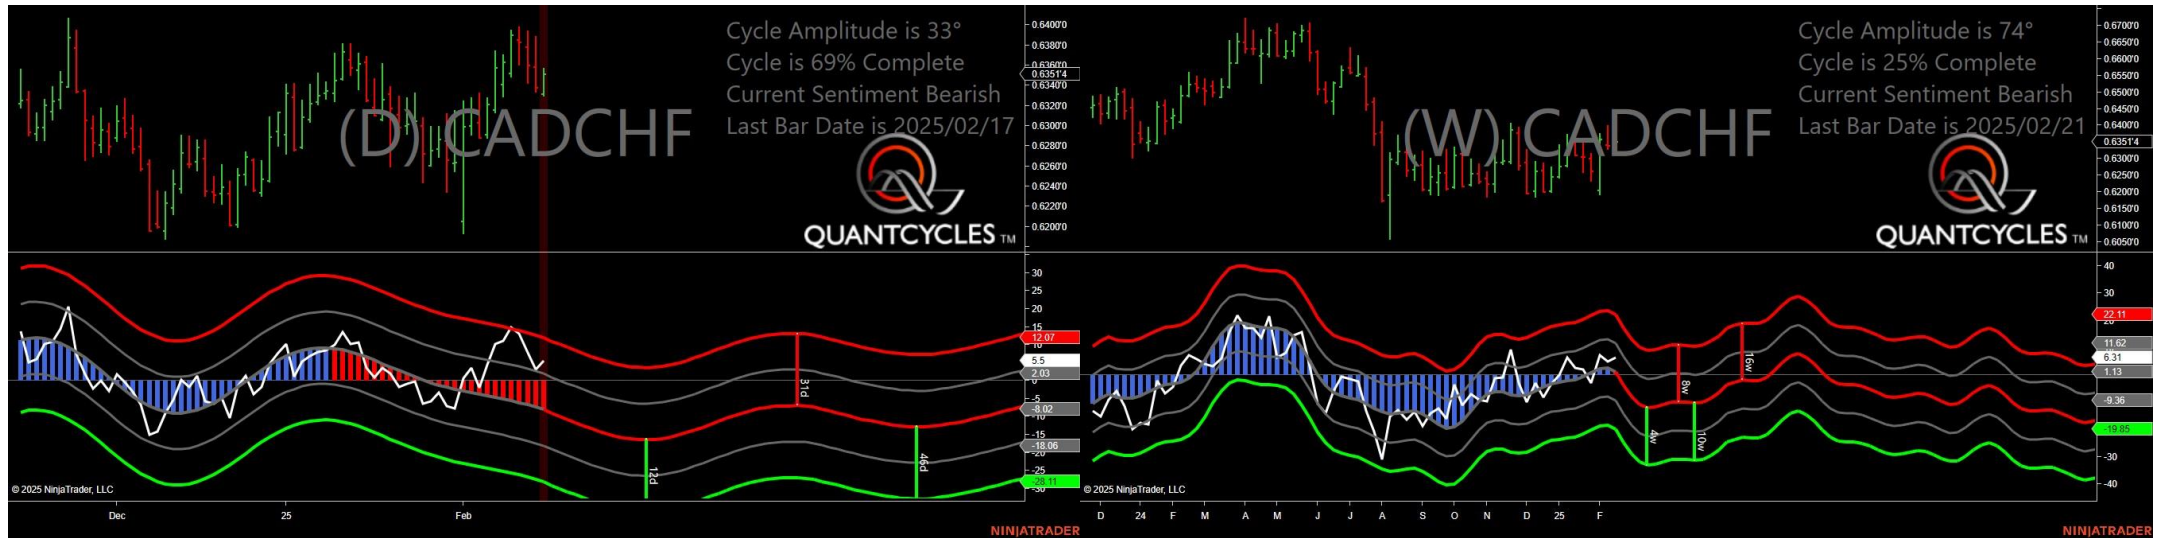 Cycle Amplitude is 33°
Cycle is 69% Complete
Current Sentiment Bearish
Last Bar Date is 2025/02/17
(D) CADCHF
QUANTCYCLES TM
0.6400'0
0.6380'0
0.6360'0
0.6351'4
0.6340'0
0.6320'0
0.6300'0
0.6280'0
0.6260'0
0.6240'0
0.6220'0
0.6200'0
30
25
20
15
12.07
5.5
2.03
0
-5
-8.02
-15
-18.06
-20
-25
-28.11
-30
31d
12d
46d
© 2025 NinjaTrader, LLC
Dec
25
Feb
NINJATRADER
Cycle Amplitude is 74°
Cycle is 25% Complete
Current Sentiment Bearish
Last Bar Date is 2025/02/21
(W) CADCHF
QUANTCYCLES TM
0.6700'0
0.6650'0
0.6600'0
0.6550'0
0.6500'0
0.6450'0
0.6400'0
0.6351'4
0.6300'0
0.6250'0
0.6200'0
0.6150'0
0.6100'0
0.6050'0
40
30
22.11
20
11.62
6.31
1.13
-9.36
-19.85
-30
-40
8w
16w
4w
10w
© 2025 NinjaTrader, LLC
D
24
F
M
A
M
J
J
A
S
O
N
D
25
F
NINJATRADER